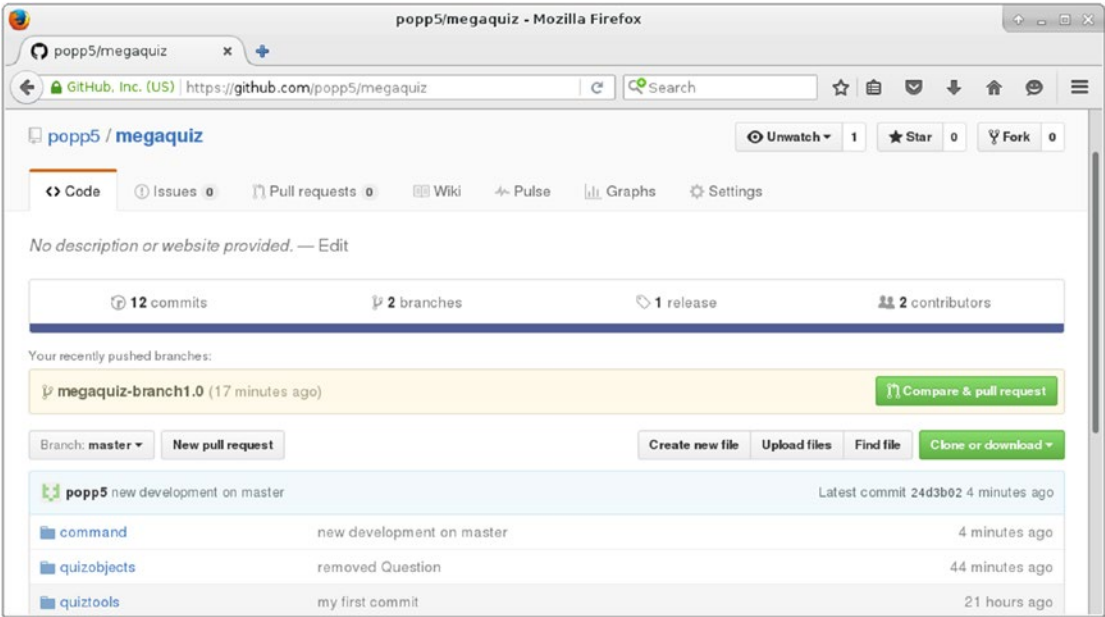 popp5/megaquiz - Mozilla Firefox
popp5/megaquiz
GitHub, Inc. (US) https://github.com/popp5/megaquiz Search
popp5 / megaquiz Unwatch 1 Star 0 Fork 0
Code Issues 0 Pull requests 0 Wiki Pulse Graphs Settings
No description or website provided. — Edit
12 commits 2 branches 1 release 2 contributors
Your recently pushed branches:
megaquiz-branch1.0 (17 minutes ago) Compare & pull request
Branch: master New pull request Create new file Upload files Find file Clone or download
popp5 new development on master Latest commit 24d3b02 4 minutes ago
command new development on master 4 minutes ago
quizobjects removed Question 44 minutes ago
quiztools my first commit 21 hours ago